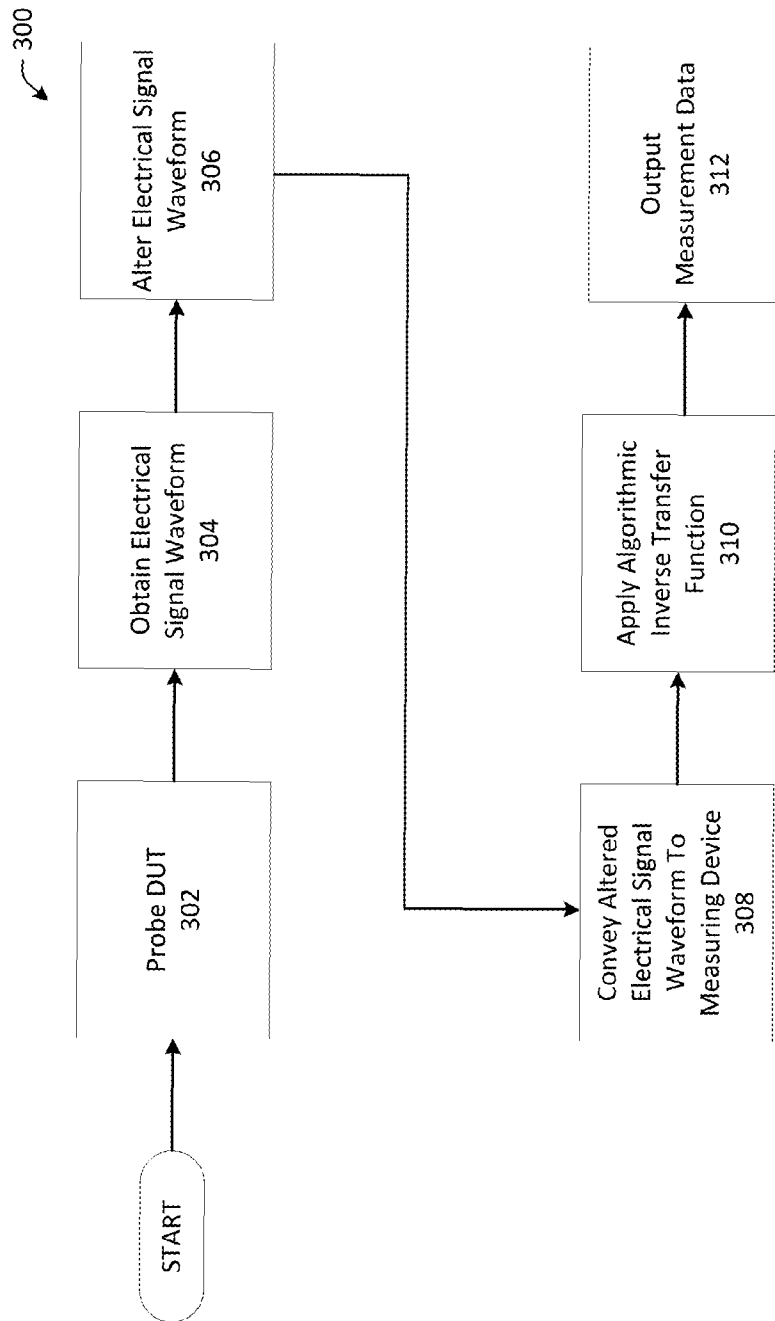 300
START
Probe DUT
302
Obtain Electrical
Signal Waveform
304
Alter Electrical Signal
Waveform
306
Convey Altered
Electrical Signal
Waveform To
Measuring Device
308
Apply Algorithmic
Inverse Transfer
Function
310
Output
Measurement Data
312